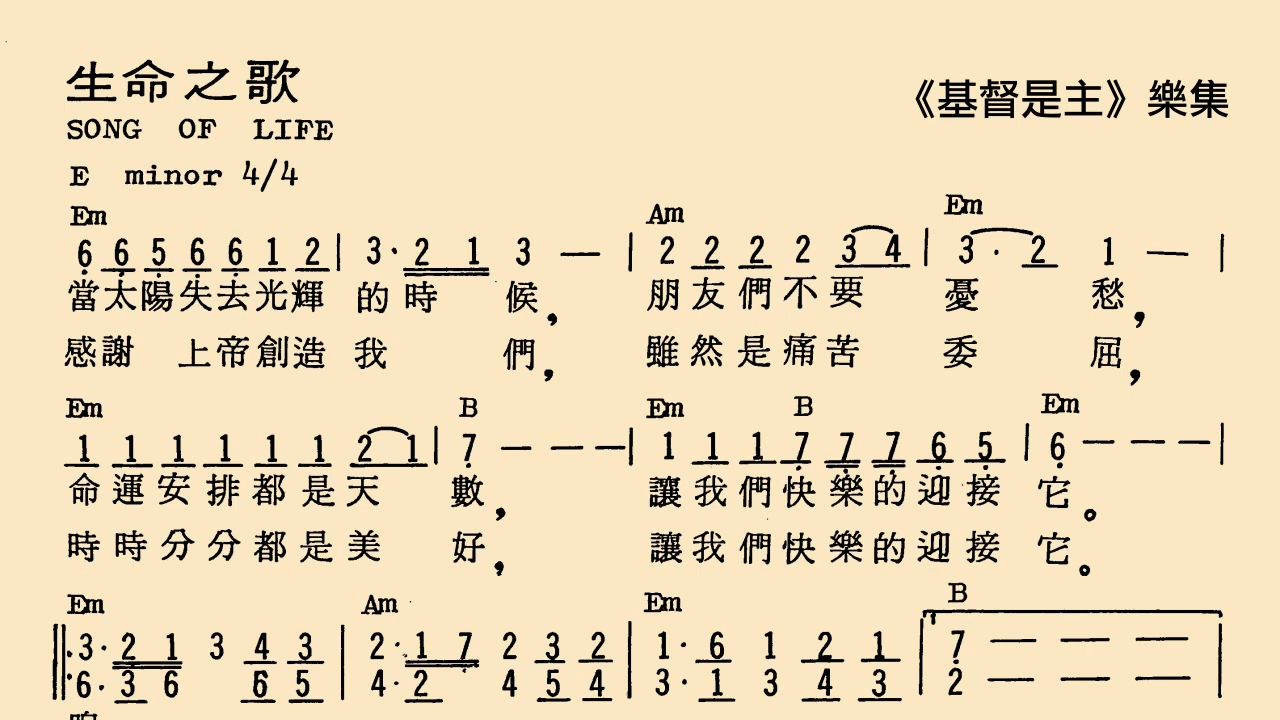 生命之歌
《基督是主》樂集
SONG OF LIFE
E minor 4/4
Em Am Em
6 6 5 6 6 1 2 | 3· 2 1 3 — | 2 2 2 2 3 4 | 3 · 2 1 — |
當太陽失去光輝 的時 候， 朋友們不要 憂 愁，
感謝 上帝創造 我 們， 雖然是痛苦 委 屈，
Em B Em B Em
1 1 1 1 1 1 2 1 | 7 — — — | 1 1 1 7 7 7 6 5 | 6 — — — |
命運安排都是天 數， 讓我們快樂的迎接 它。
時時分分都是美 好， 讓我們快樂的迎接 它。
Em Am Em B
3· 2 1 3 4 3 | 2· 1 7 2 3 2 | 1· 6 1 2 1 | 7 — — — |
6· 3 6 6 5 | 4· 2 4 5 4 | 3· 1 3 4 3 | 2 — — — |